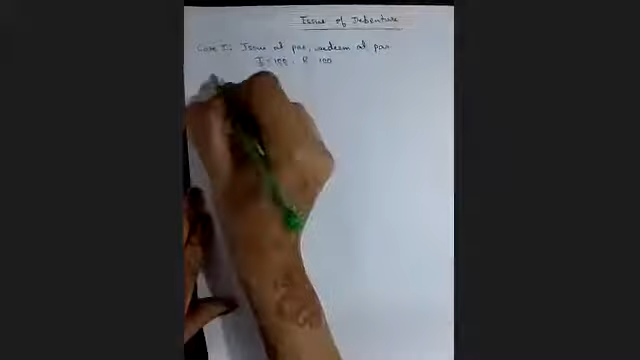 Issue of Debenture
Case I: Issue at par, redeem at par
I = 100 . R 100